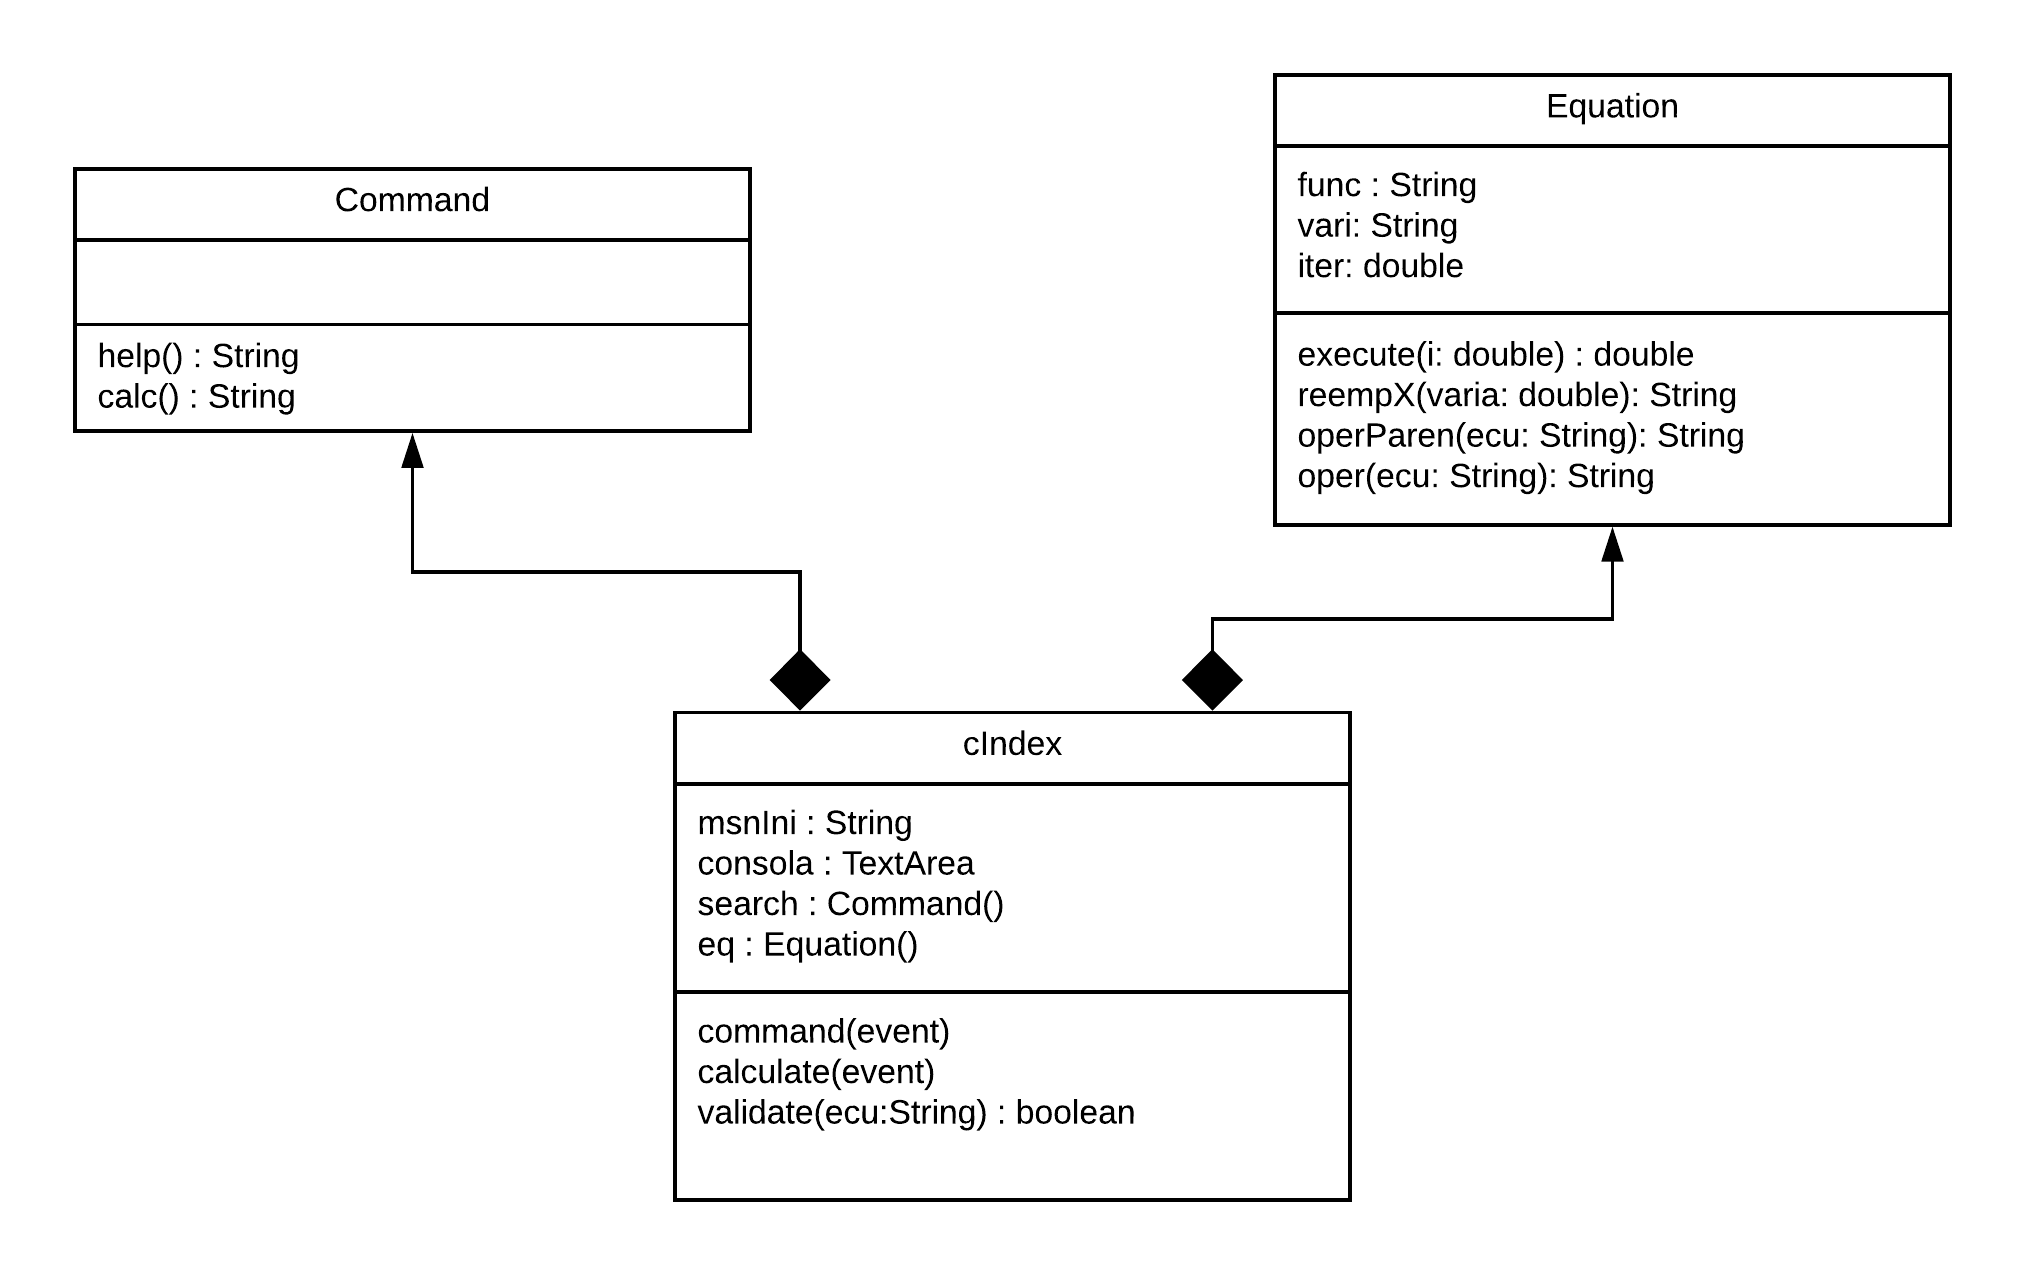 Command
help() : String
calc() : String
Equation
func : String
vari: String
iter: double
execute(i: double) : double
reempX(varia: double): String
operParen(ecu: String): String
oper(ecu: String): String
cIndex
msnIni : String
consola : TextArea
search : Command()
eq : Equation()
command(event)
calculate(event)
validate(ecu:String) : boolean